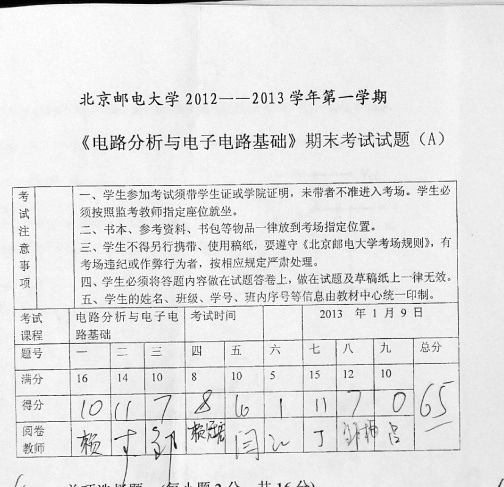 北京邮电大学 2012——2013 学年第一学期
《电路分析与电子电路基础》期末考试试题（A）
考试注意事项
一、学生参加考试须带学生证或学院证明，未带者不准进入考场。学生必
须按照监考教师指定座位就坐。
二、书本、参考资料、书包等物品一律放到考场指定位置。
三、学生不得另行携带、使用稿纸，要遵守《北京邮电大学考场规则》，有
考场违纪或作弊行为者，按相应规定严肃处理。
四、学生必须将答题内容做在试题答卷上，做在试题及草稿纸上一律无效。
五、学生的姓名、班级、学号、班内序号等信息由教材中心统一印制。
考试课程 电路分析与电子电路基础 考试时间 2013 年 1 月 9 日
题号 一 二 三 四 五 六 七 八 九 总分
满分 16 14 10 8 10 5 15 12 10
得分 10 11 7 8 6 1 11 7 0 65
阅卷教师 赖 于 邹 闫 丁